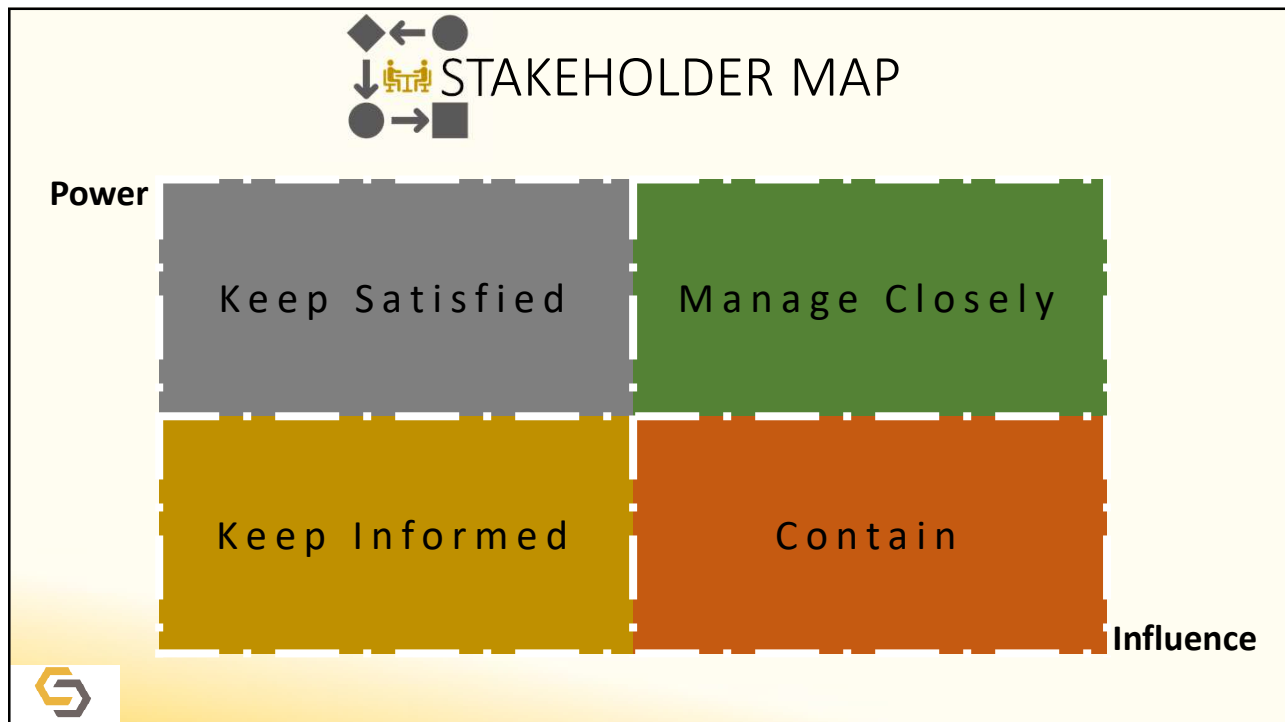 STAKEHOLDER MAP
Power
Keep Satisfied
Manage Closely
Keep Informed
Contain
Influence